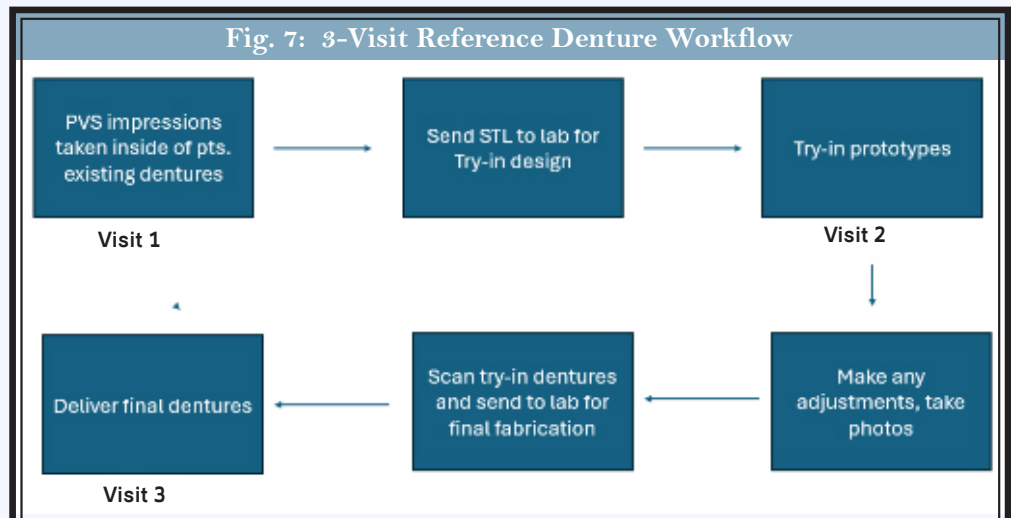 Fig. 7: 3-Visit Reference Denture Workflow
PVS impressions
taken inside of pts.
existing dentures
Visit 1
Send STL to lab for
Try-in design
Try-in prototypes
Visit 2
Make any
adjustments, take
photos
Scan try-in dentures
and send to lab for
final fabrication
Deliver final dentures
Visit 3